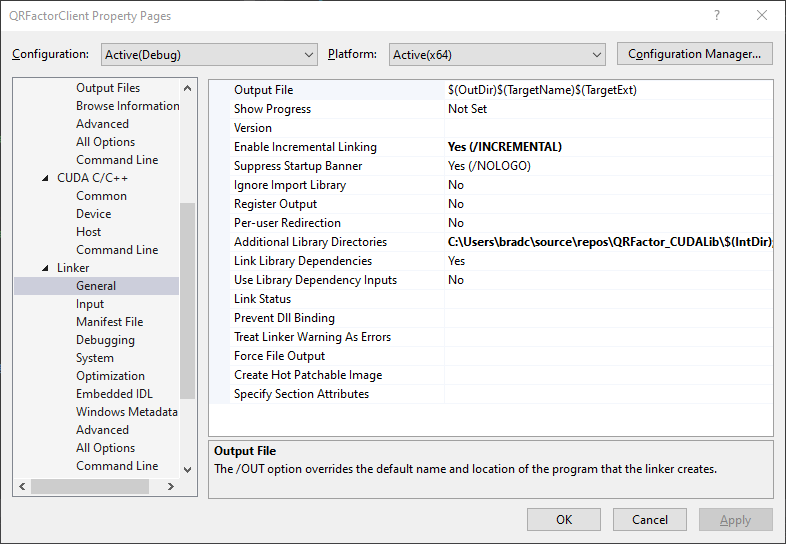 QRFactorClient Property Pages
Configuration: Active(Debug) Platform: Active(x64) Configuration Manager...
Output Files
Browse Information
Advanced
All Options
Command Line
CUDA C/C++
Common
Device
Host
Command Line
Linker
General
Input
Manifest File
Debugging
System
Optimization
Embedded IDL
Windows Metadata
Advanced
All Options
Command Line
Output File $(OutDir)$(TargetName)$(TargetExt)
Show Progress Not Set
Version
Enable Incremental Linking Yes (/INCREMENTAL)
Suppress Startup Banner Yes (/NOLOGO)
Ignore Import Library No
Register Output No
Per-user Redirection No
Additional Library Directories C:\Users\bradc\source\repos\QRFactor_CUDALib\$(IntDir);
Link Library Dependencies Yes
Use Library Dependency Inputs No
Link Status
Prevent Dll Binding
Treat Linker Warning As Errors
Force File Output
Create Hot Patchable Image
Specify Section Attributes
Output File
The /OUT option overrides the default name and location of the program that the linker creates.
OK Cancel Apply